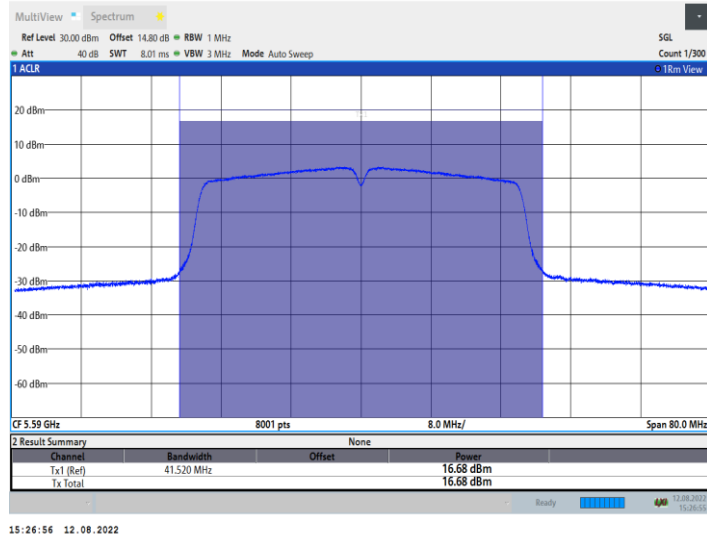 MultiView Spectrum
Ref Level 30.00 dBm Offset 14.80 dB RBW 1 MHz SGL
Att 40 dB SWT 8.01 ms VBW 3 MHz Mode Auto Sweep Count 1/300
1 ACLR 1Rm View
20 dBm
10 dBm
0 dBm
-10 dBm
-20 dBm
-30 dBm
-40 dBm
-50 dBm
-60 dBm
CF 5.59 GHz 8001 pts 8.0 MHz/ Span 80.0 MHz
2 Result Summary None
Channel Bandwidth Offset Power
Tx1 (Ref) 41.520 MHz 16.68 dBm
Tx Total 16.68 dBm
Ready 12.08.2022
15:26:55
15:26:56 12.08.2022